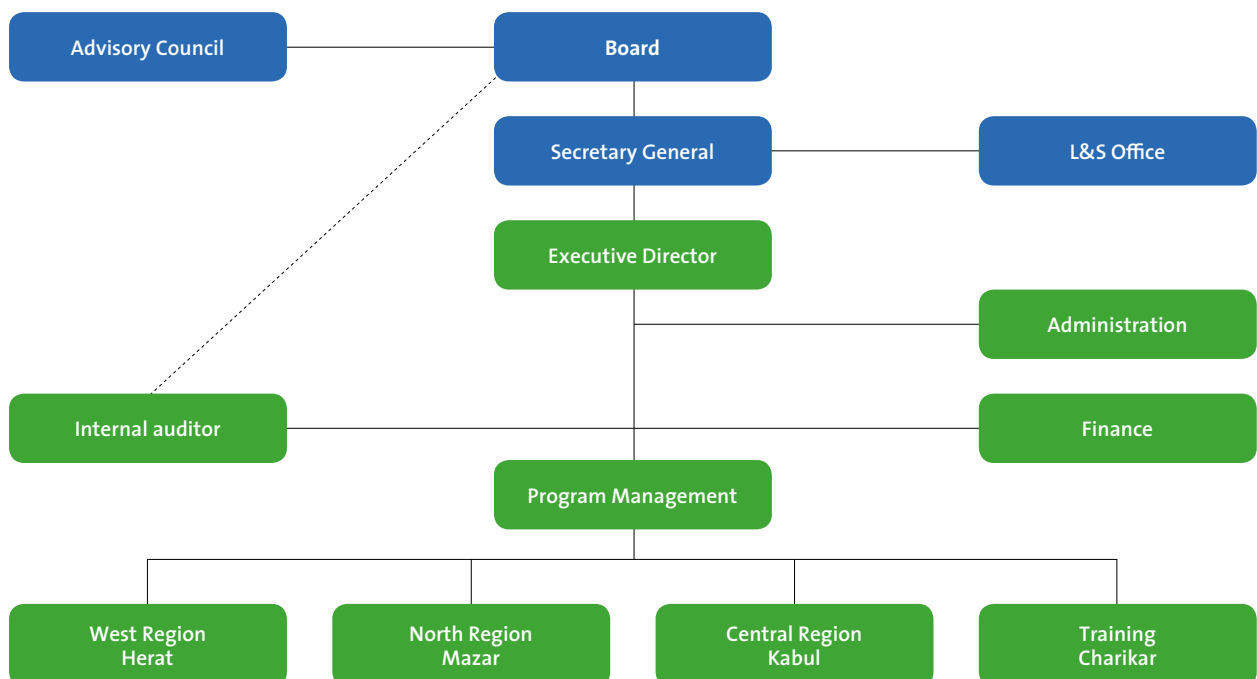 Advisory Council
Board
Secretary General
L&S Office
Executive Director
Administration
Internal auditor
Finance
Program Management
West Region
Herat
North Region
Mazar
Central Region
Kabul
Training
Charikar